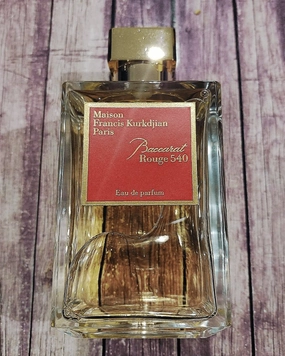 Maison
Francis Kurkdjian
Paris
Baccarat
Rouge 540
Eau de parfum